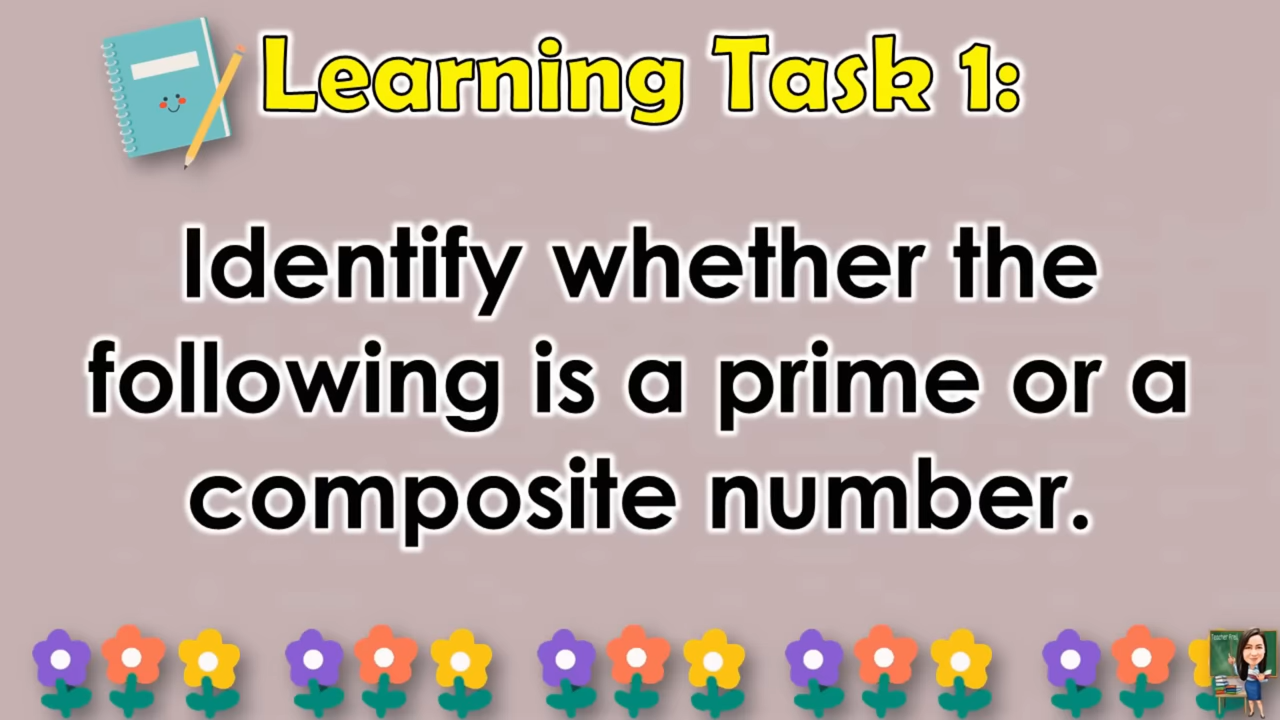 Learning Task 1:
Identify whether the
following is a prime or a
composite number.